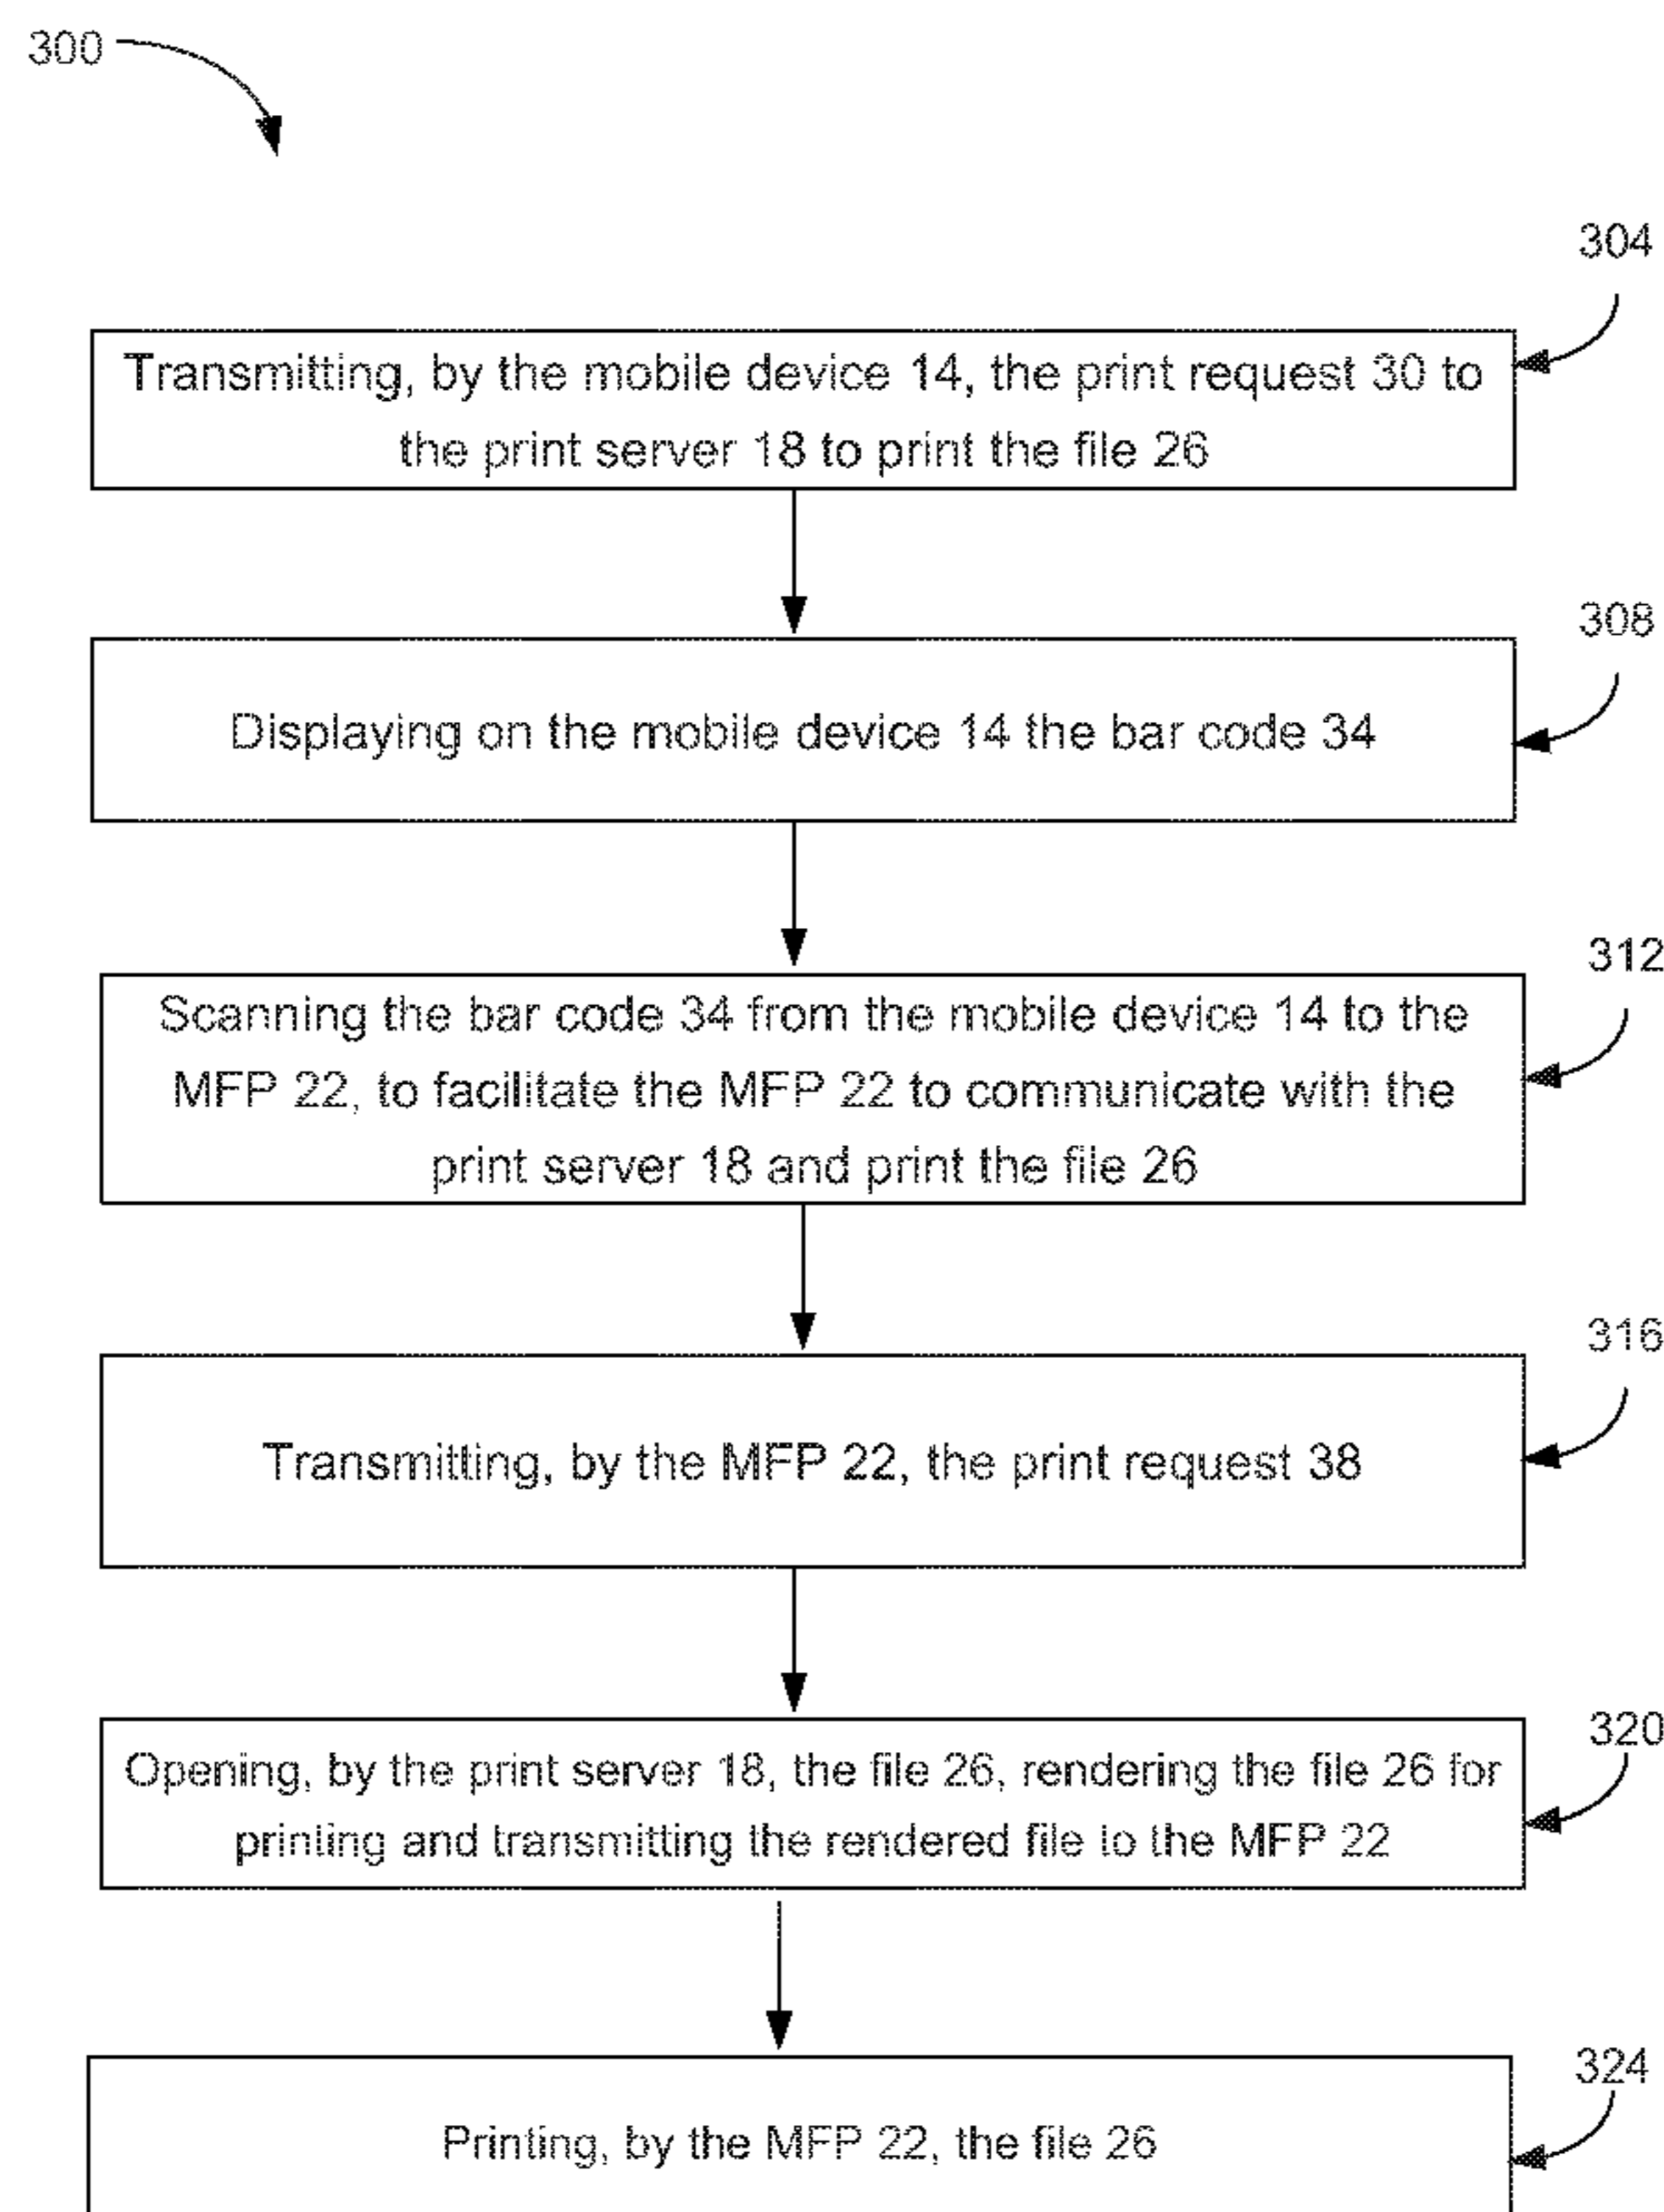 300
304
Transmitting, by the mobile device 14, the print request 30 to
the print server 18 to print the file 26
308
Displaying on the mobile device 14 the bar code 34
312
Scanning the bar code 34 from the mobile device 14 to the
MFP 22, to facilitate the MFP 22 to communicate with the
print server 18 and print the file 26
316
Transmitting, by the MFP 22, the print request 38
320
Opening, by the print server 18, the file 26, rendering the file 26 for
printing and transmitting the rendered file to the MFP 22
324
Printing, by the MFP 22, the file 26